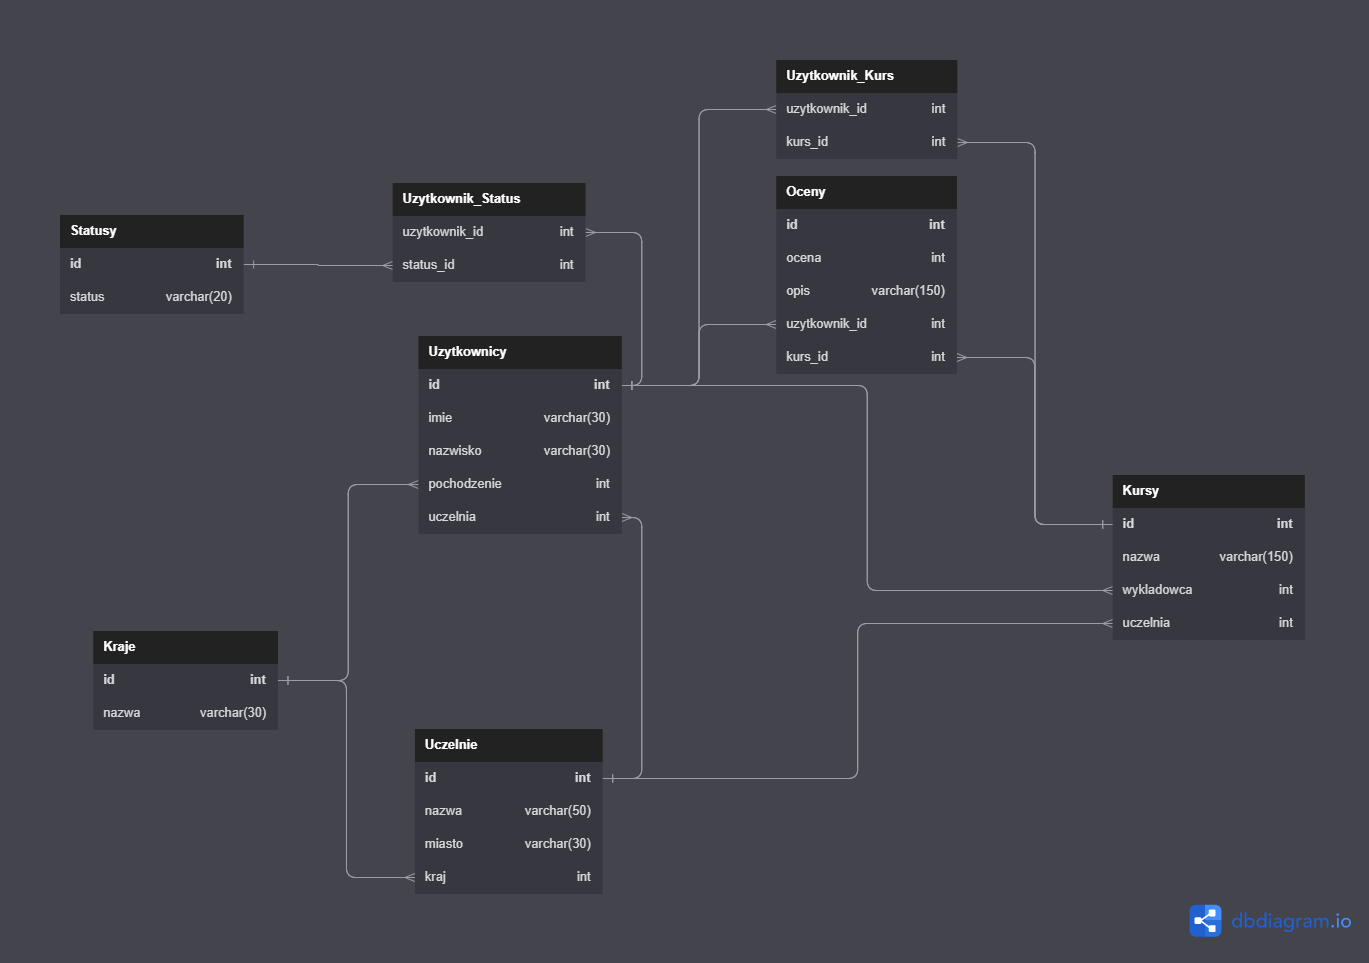 Uzytkownik_Kurs
uzytkownik_id int
kurs_id int
Oceny
id int
ocena int
opis varchar(150)
uzytkownik_id int
kurs_id int
Uzytkownik_Status
uzytkownik_id int
status_id int
Statusy
id int
status varchar(20)
Uzytkownicy
id int
imie varchar(30)
nazwisko varchar(30)
pochodzenie int
uczelnia int
Kursy
id int
nazwa varchar(150)
wykladowca int
uczelnia int
Kraje
id int
nazwa varchar(30)
Uczelnie
id int
nazwa varchar(50)
miasto varchar(30)
kraj int
dbdiagram.io